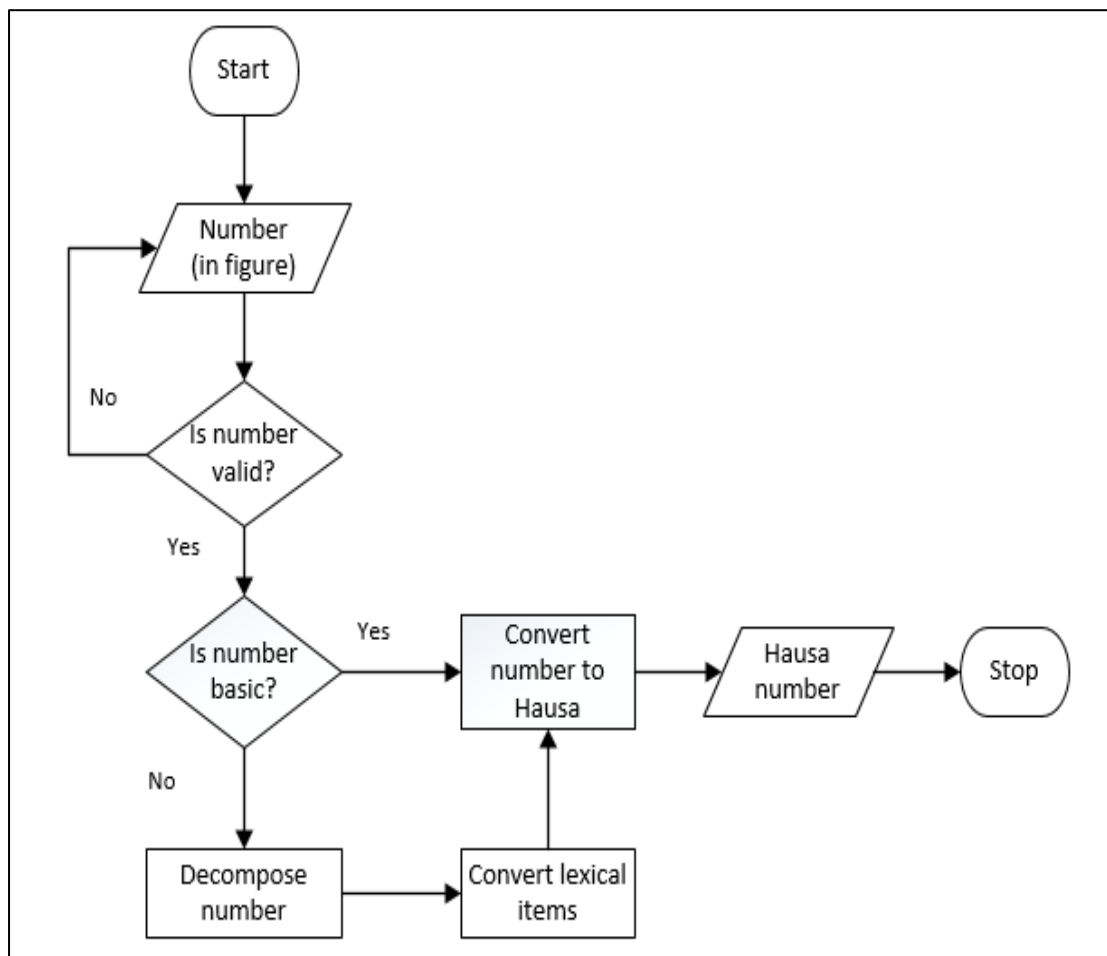 Start
Number
(in figure)
No
Is number
valid?
Yes
Is number
basic?
Yes
Convert
number to
Hausa
Hausa
number
Stop
No
Decompose
number
Convert lexical
items